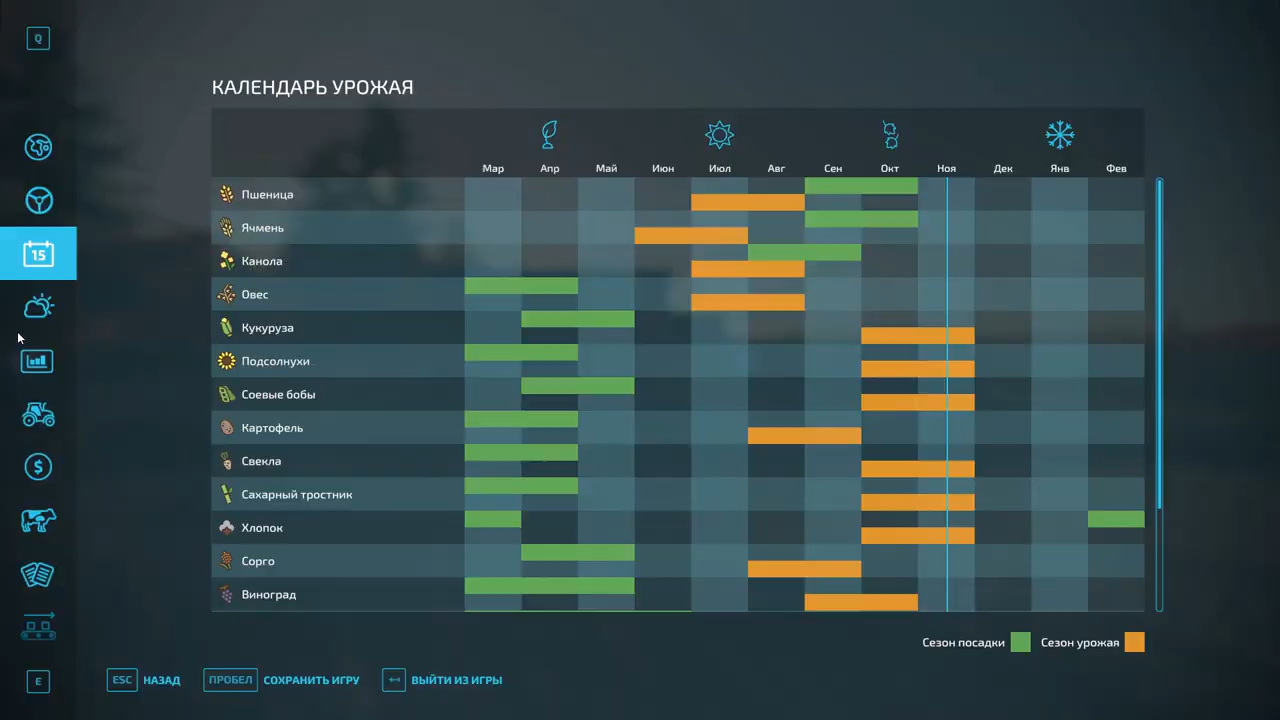 Q
КАЛЕНДАРЬ УРОЖАЯ
Мар Апр Май Июн Июл Авг Сен Окт Ноя Дек Янв Фев
Пшеница
Ячмень
15
Канола
Овес
Кукуруза
Подсолнухи
Соевые бобы
Картофель
Свекла
$
Сахарный тростник
Хлопок
Сорго
Виноград
Сезон посадки Сезон урожая
E
ESC НАЗАД ПРОБЕЛ СОХРАНИТЬ ИГРУ ВЫЙТИ ИЗ ИГРЫ